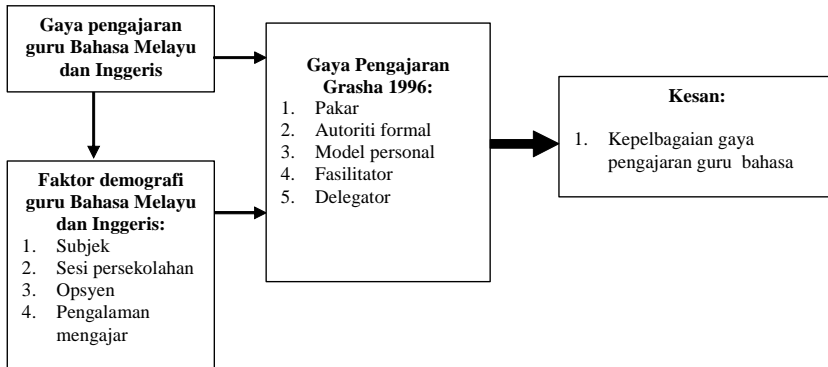 Gaya pengajaran
guru Bahasa Melayu
dan Inggeris
Faktor demografi
guru Bahasa Melayu
dan Inggeris:
1. Subjek
2. Sesi persekolahan
3. Opsyen
4. Pengalaman
mengajar
Gaya Pengajaran
Grasha 1996:
1. Pakar
2. Autoriti formal
3. Model personal
4. Fasilitator
5. Delegator
Kesan:
1. Kepelbagaian gaya
pengajaran guru bahasa